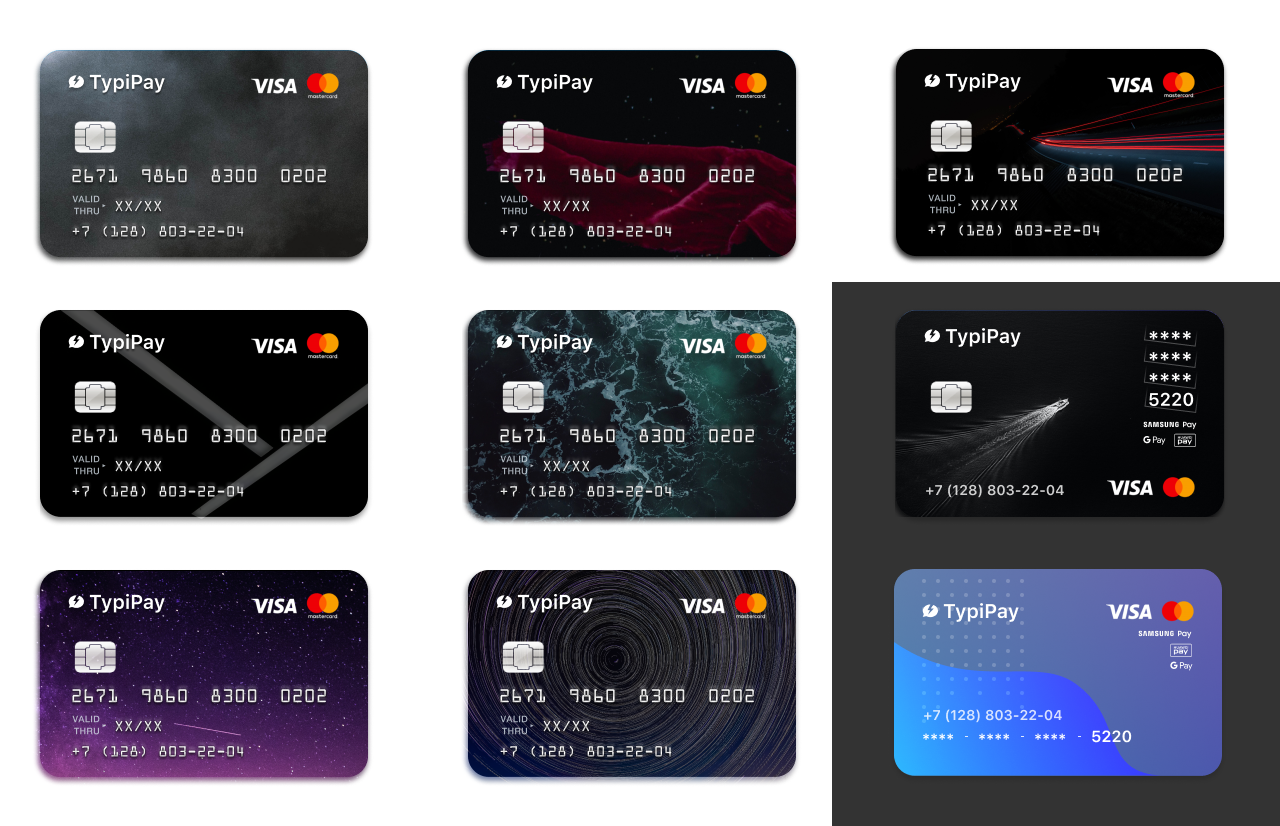 TypiPay VISA mastercard
2671 9860 8300 0202
VALID THRU XX/XX
+7 (128) 803-22-04
TypiPay VISA mastercard
2671 9860 8300 0202
VALID THRU XX/XX
+7 (128) 803-22-04
TypiPay VISA mastercard
2671 9860 8300 0202
VALID THRU XX/XX
+7 (128) 803-22-04
TypiPay VISA mastercard
2671 9860 8300 0202
VALID THRU XX/XX
+7 (128) 803-22-04
TypiPay VISA mastercard
2671 9860 8300 0202
VALID THRU XX/XX
+7 (128) 803-22-04
TypiPay
****
****
****
5220
SAMSUNG Pay
G Pay HUAWEI pay
+7 (128) 803-22-04 VISA
TypiPay VISA mastercard
2671 9860 8300 0202
VALID THRU XX/XX
+7 (128) 803-22-04
TypiPay VISA mastercard
2671 9860 8300 0202
VALID THRU XX/XX
+7 (128) 803-22-04
TypiPay VISA
SAMSUNG Pay
HUAWEI pay
G Pay
+7 (128) 803-22-04
**** - **** - **** - 5220